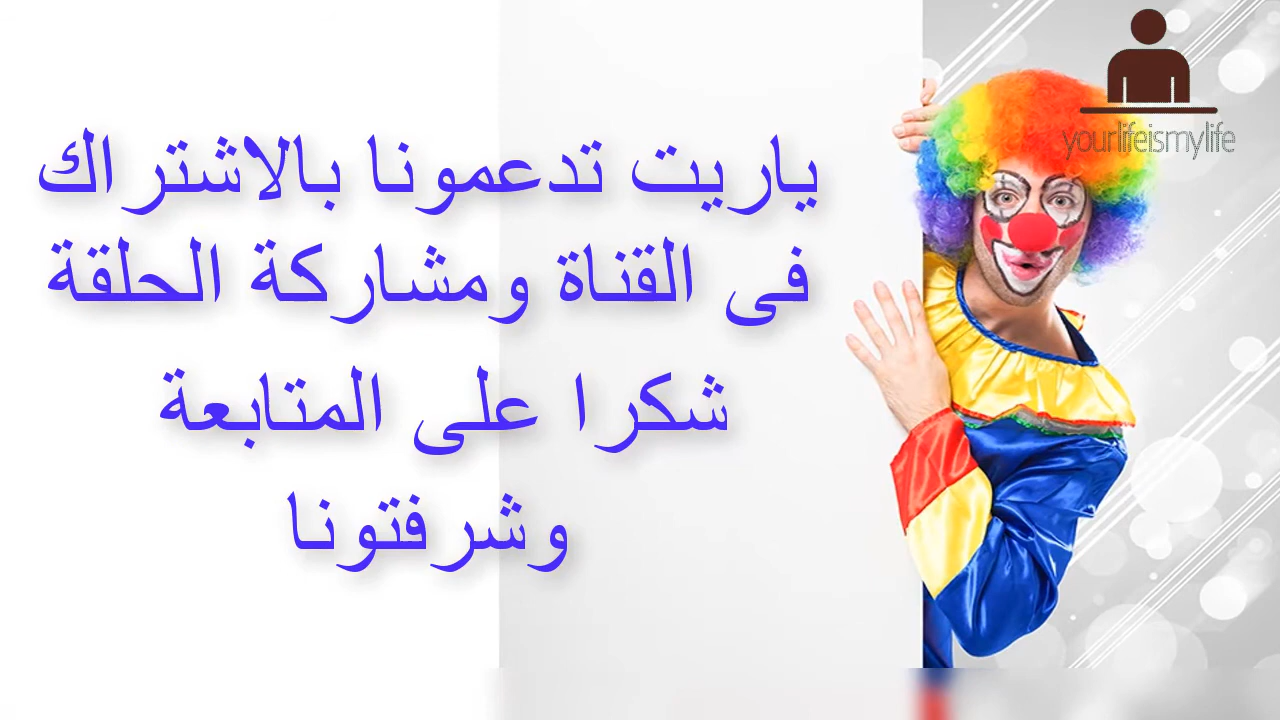 ياريت تدعمونا بالاشتراك
فى القناة ومشاركة الحلقة
شكرا على المتابعة
وشرفتونا
yourlifeismylife